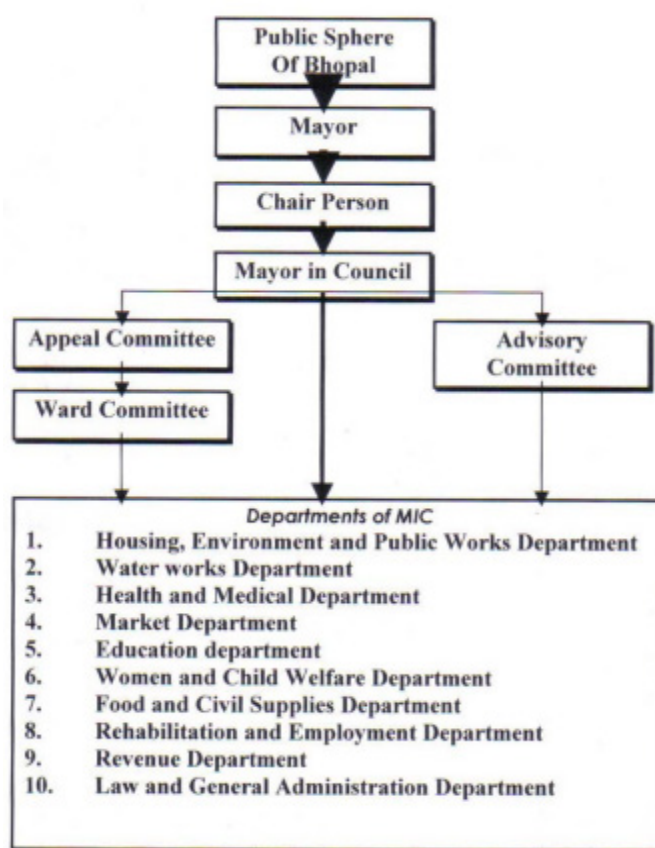 Public Sphere
Of Bhopal
Mayor
Chair Person
Mayor in Council
Appeal Committee
Advisory
Committee
Ward Committee
Departments of MIC
1. Housing, Environment and Public Works Department
2. Water works Department
3. Health and Medical Department
4. Market Department
5. Education department
6. Women and Child Welfare Department
7. Food and Civil Supplies Department
8. Rehabilitation and Employment Department
9. Revenue Department
10. Law and General Administration Department